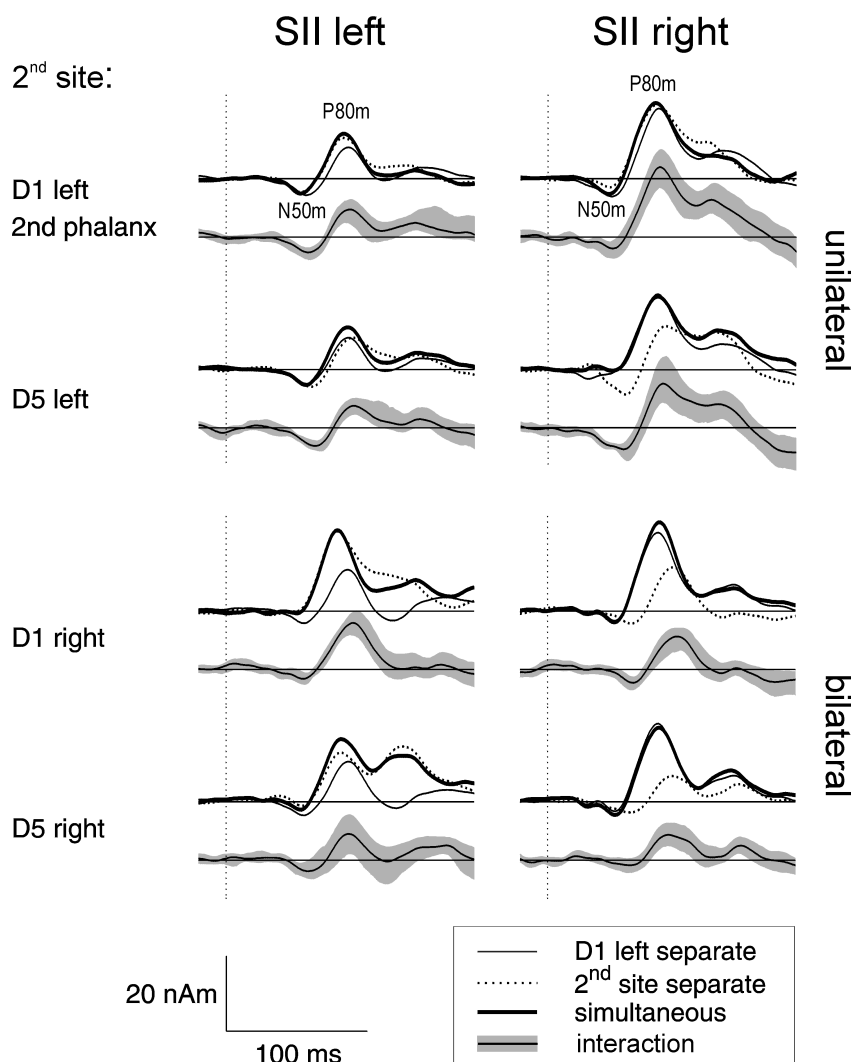 SII left
SII right
2nd site:
P80m
P80m
D1 left
2nd phalanx
N50m
N50m
unilateral
D5 left
D1 right
bilateral
D5 right
D1 left separate
2nd site separate
simultaneous
interaction
20 nAm
100 ms